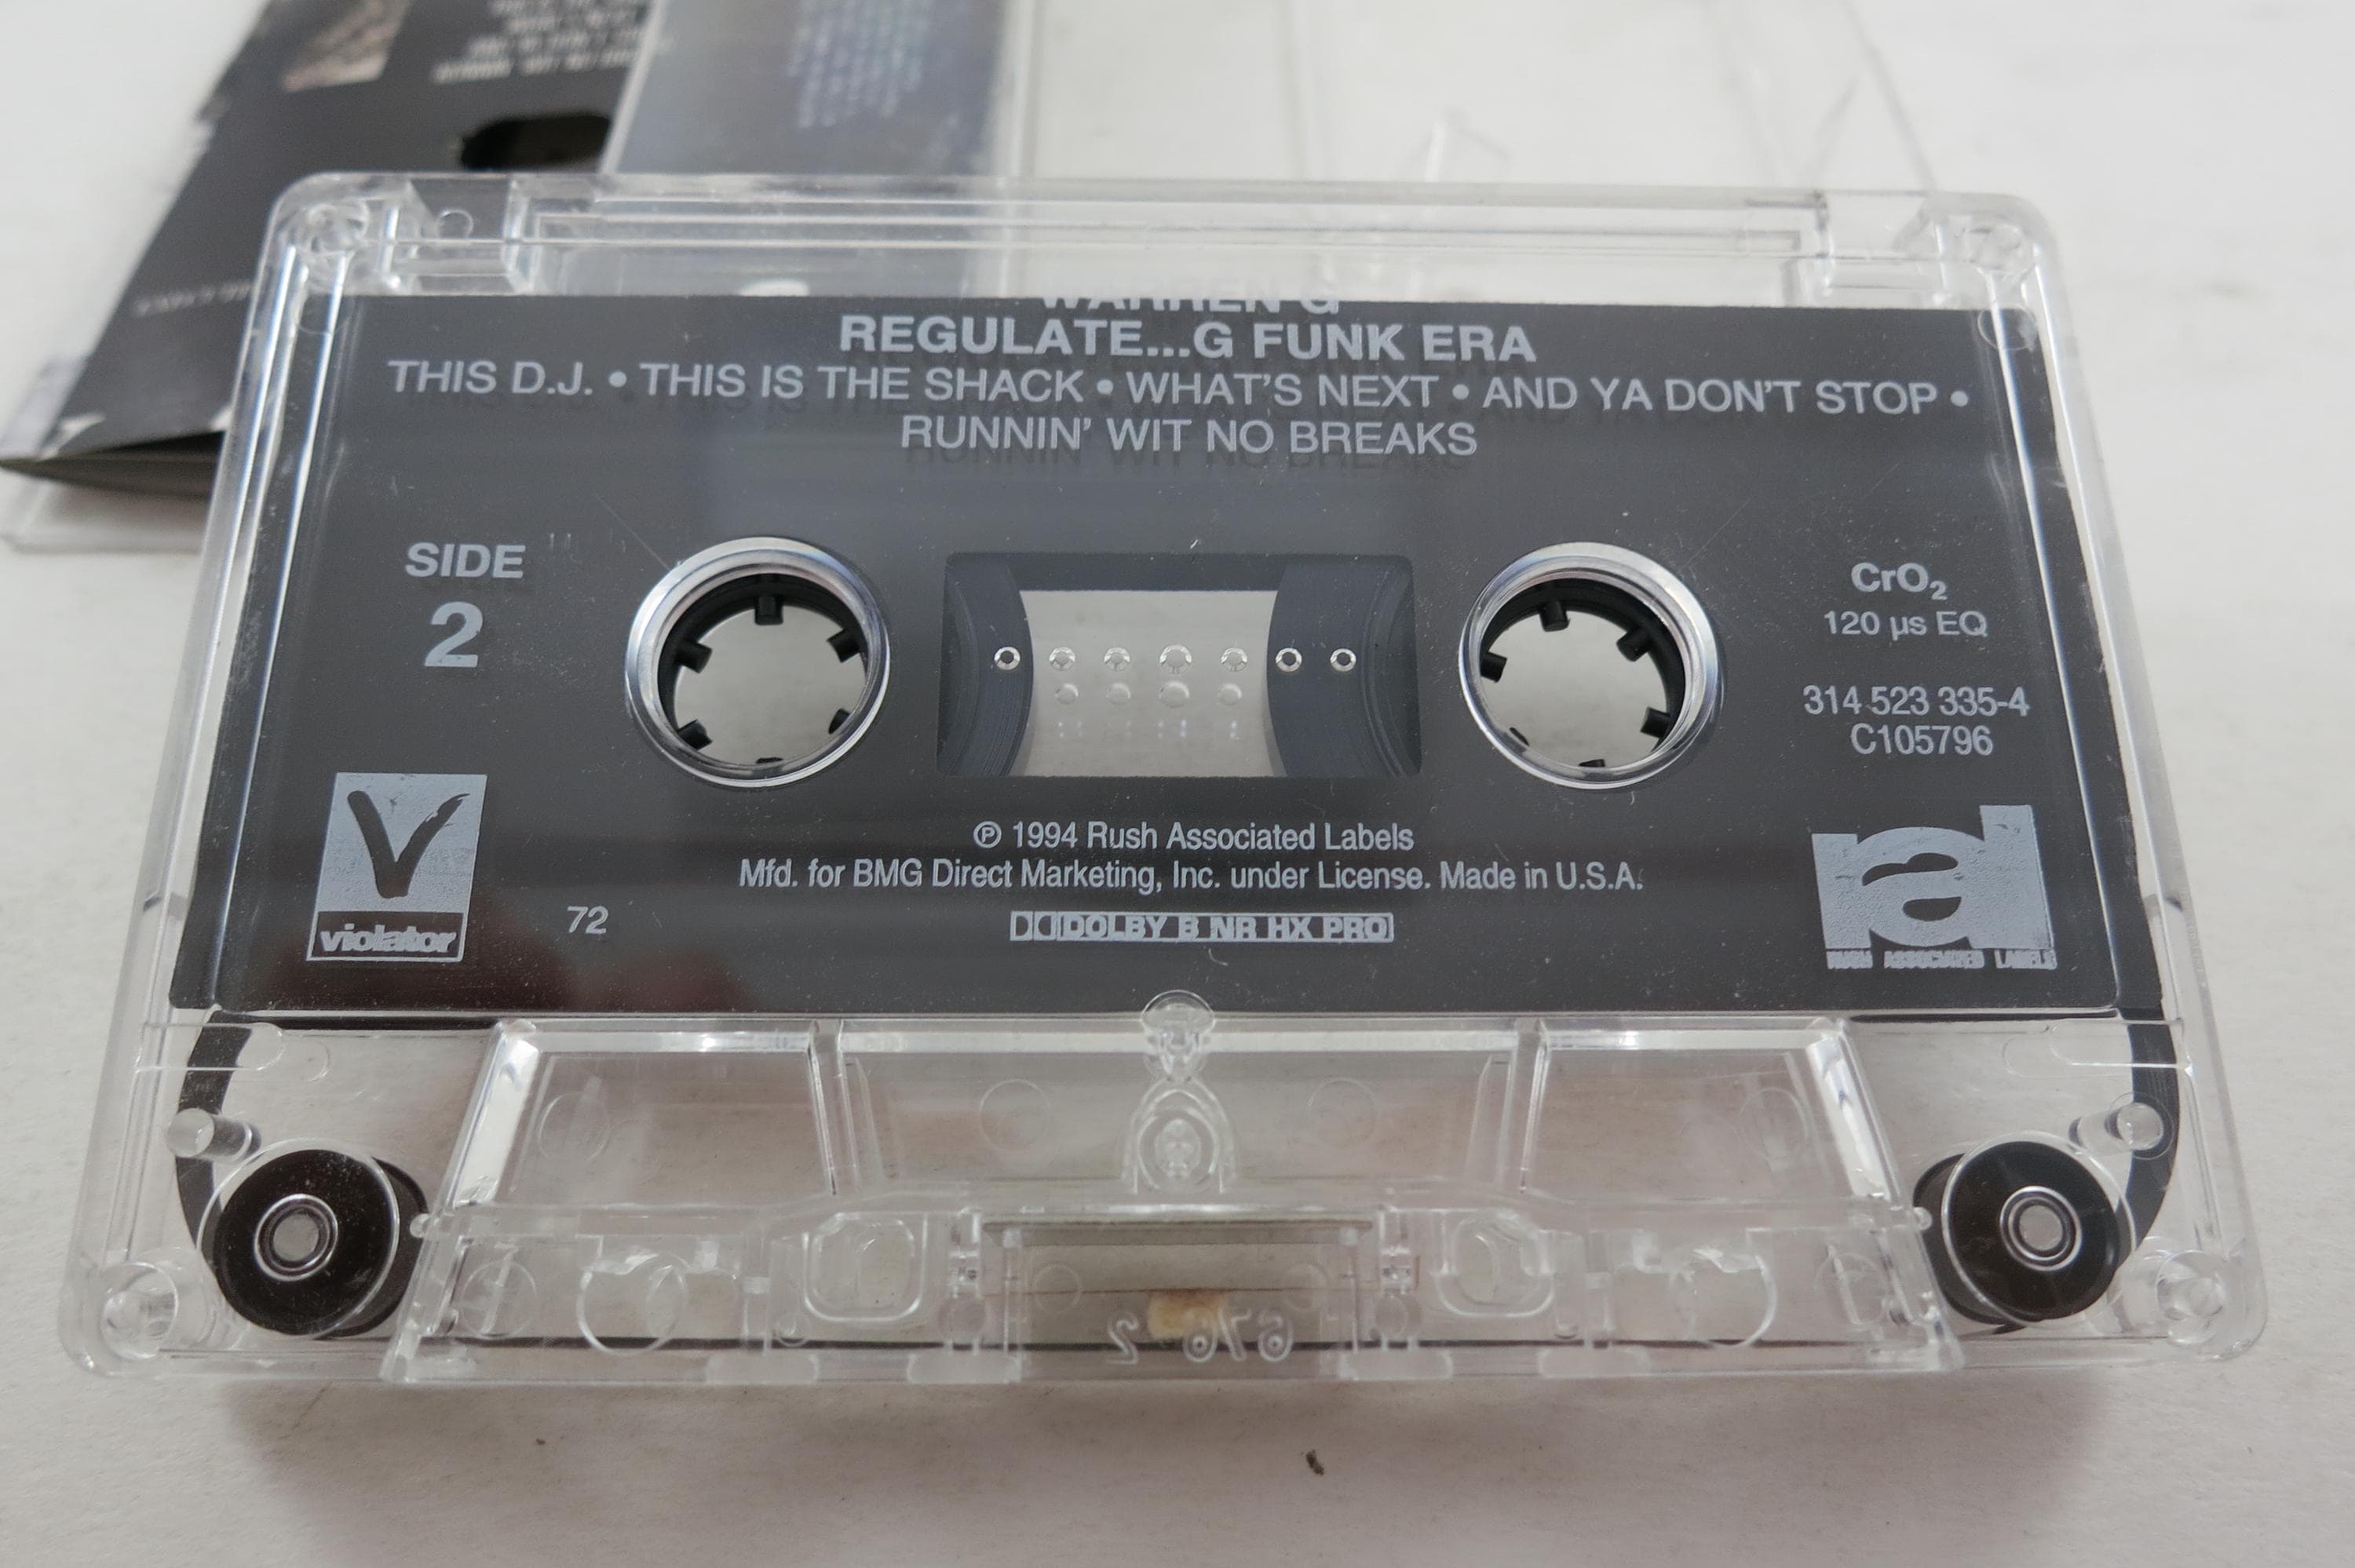 WARREN G
REGULATE...G FUNK ERA
THIS D.J. • THIS IS THE SHACK • WHAT'S NEXT • AND YA DON'T STOP •
RUNNIN' WIT NO BREAKS
SIDE
2
CrO₂
120 µs EQ
314 523 335-4
C105796
℗ 1994 Rush Associated Labels
Mfd. for BMG Direct Marketing, Inc. under License. Made in U.S.A.
DOLBY B NR HX PRO
72
V
violator
ral
RUSH ASSOCIATED LABELS